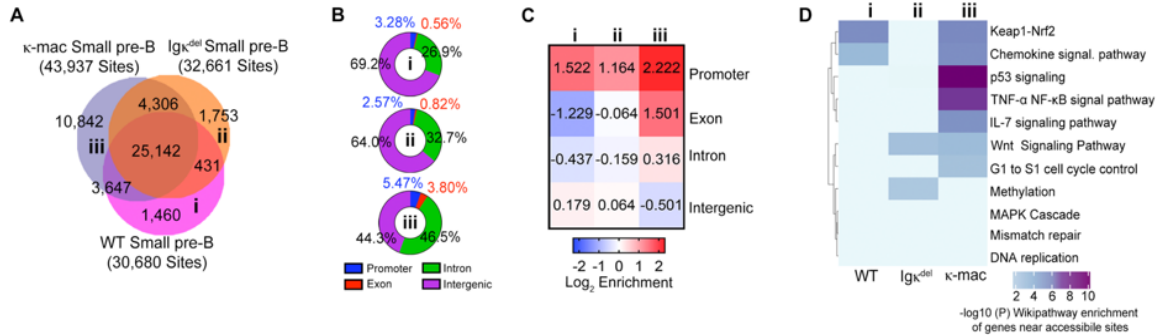 A
κ-mac Small pre-B
(43,937 Sites)
Igκdel Small pre-B
(32,661 Sites)
4,306
1,753
10,842
ii
iii
25,142
431
3,647
i
1,460
WT Small pre-B
(30,680 Sites)
B
3.28%
0.56%
26.9%
69.2%
i
2.57%
0.82%
32.7%
64.0%
ii
5.47%
3.80%
iii
44.3%
46.5%
Promoter
Intron
Exon
Intergenic
C
i ii iii
1.522 1.164 2.222 Promoter
-1.229 -0.064 1.501 Exon
-0.437 -0.159 0.316 Intron
0.179 0.064 -0.501 Intergenic
-2 -1 0 1 2
Log2 Enrichment
D
i ii iii
Keap1-Nrf2
Chemokine signal. pathway
p53 signaling
TNF-α NF-κB signal pathway
IL-7 signaling pathway
Wnt Signaling Pathway
G1 to S1 cell cycle control
Methylation
MAPK Cascade
Mismatch repair
DNA replication
WT Igκdel κ-mac
2 4 6 8 10
-log10 (P) Wikipathway enrichment
of genes near accessible sites